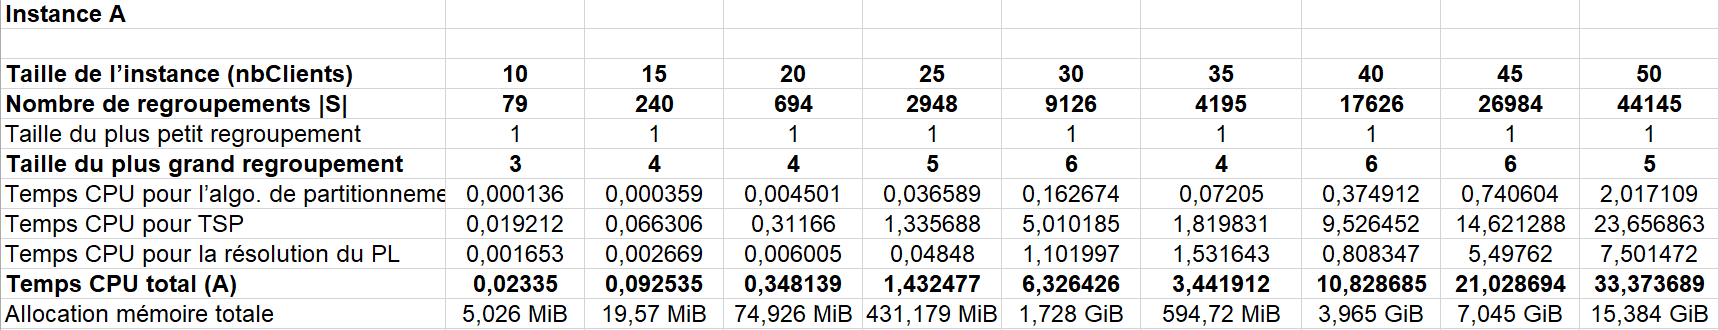 Instance A
Taille de l’instance (nbClients) 10 15 20 25 30 35 40 45 50
Nombre de regroupements |S| 79 240 694 2948 9126 4195 17626 26984 44145
Taille du plus petit regroupement 1 1 1 1 1 1 1 1 1
Taille du plus grand regroupement 3 4 4 5 6 4 6 6 5
Temps CPU pour l’algo. de partitionneme 0,000136 0,000359 0,004501 0,036589 0,162674 0,07205 0,374912 0,740604 2,017109
Temps CPU pour TSP 0,019212 0,066306 0,31166 1,335688 5,010185 1,819831 9,526452 14,621288 23,656863
Temps CPU pour la résolution du PL 0,001653 0,002669 0,006005 0,04848 1,101997 1,531643 0,808347 5,49762 7,501472
Temps CPU total (A) 0,02335 0,092535 0,348139 1,432477 6,326426 3,441912 10,828685 21,028694 33,373689
Allocation mémoire totale 5,026 MiB 19,57 MiB 74,926 MiB 431,179 MiB 1,728 GiB 594,72 MiB 3,965 GiB 7,045 GiB 15,384 GiB